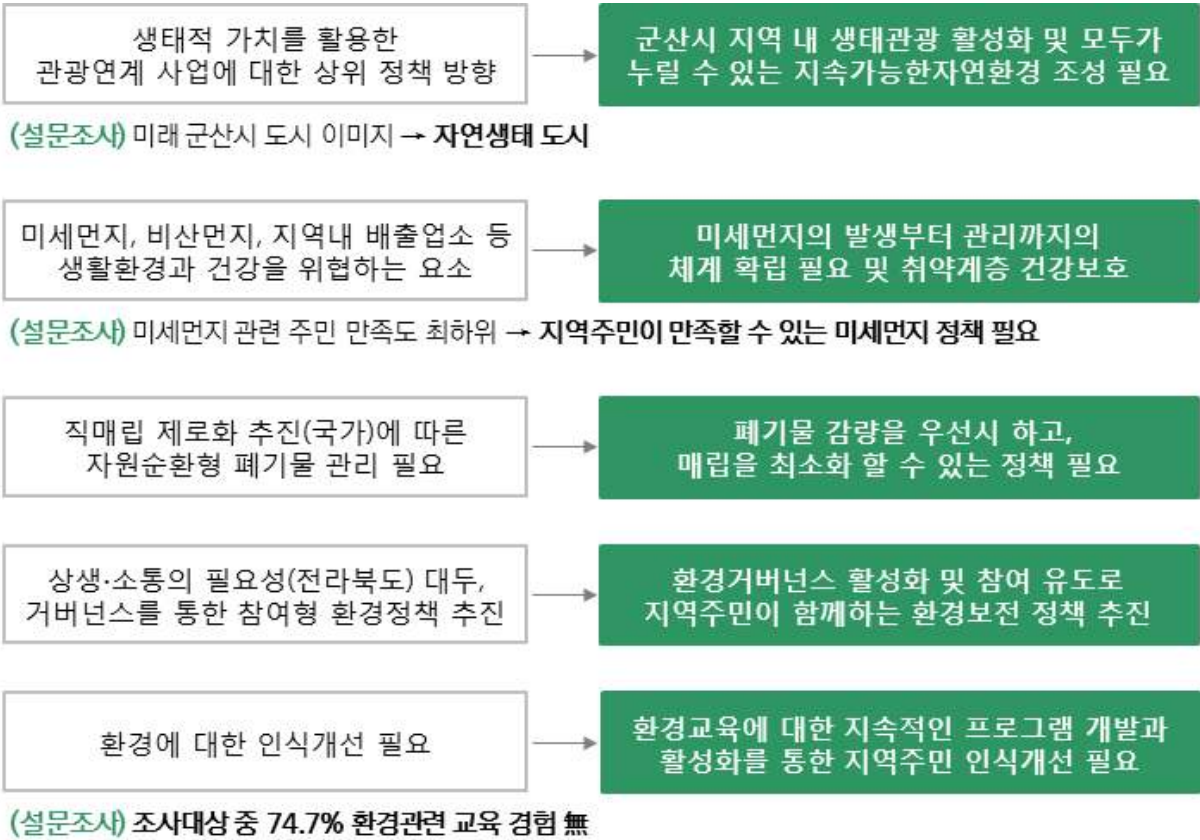 생태적 가치를 활용한
관광연계 사업에 대한 상위 정책 방향
군산시 지역 내 생태관광 활성화 및 모두가
누릴 수 있는 지속가능한자연환경 조성 필요
(설문조사) 미래 군산시 도시 이미지 → 자연생태 도시
미세먼지, 비산먼지, 지역내 배출업소 등
생활환경과 건강을 위협하는 요소
미세먼지의 발생부터 관리까지의
체계 확립 필요 및 취약계층 건강보호
(설문조사) 미세먼지 관련 주민 만족도 최하위 → 지역주민이 만족할 수 있는 미세먼지 정책 필요
직매립 제로화 추진(국가)에 따른
자원순환형 폐기물 관리 필요
폐기물 감량을 우선시 하고,
매립을 최소화 할 수 있는 정책 필요
상생·소통의 필요성(전라북도) 대두,
거버넌스를 통한 참여형 환경정책 추진
환경거버넌스 활성화 및 참여 유도로
지역주민이 함께하는 환경보전 정책 추진
환경에 대한 인식개선 필요
환경교육에 대한 지속적인 프로그램 개발과
활성화를 통한 지역주민 인식개선 필요
(설문조사) 조사대상 중 74.7% 환경관련 교육 경험 無